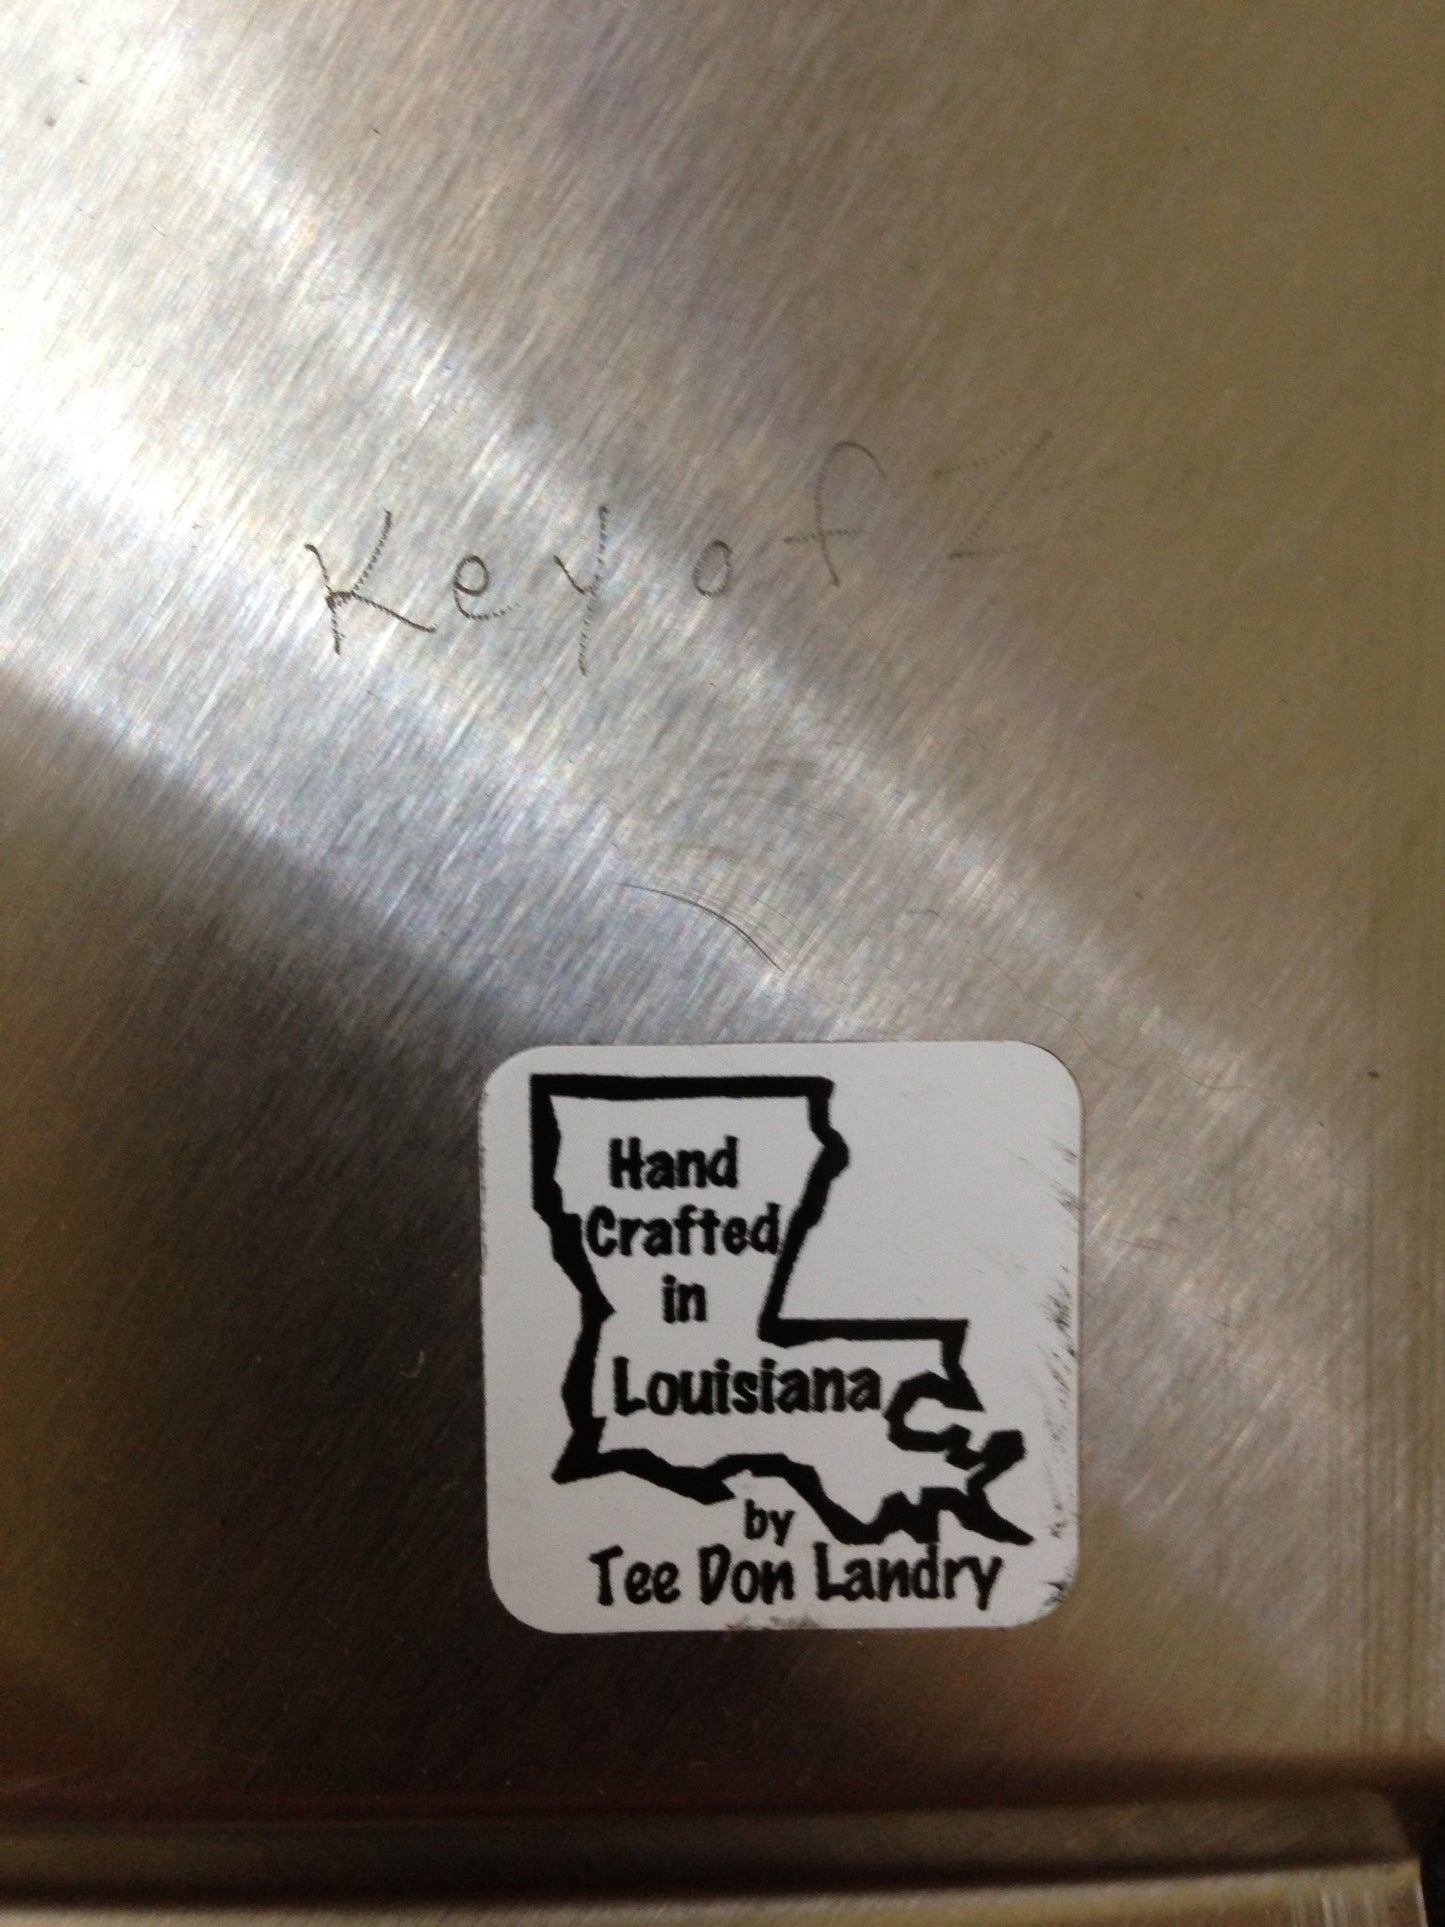 Key of Z
Hand
Crafted
in
Louisiana
by
Tee Don Landry